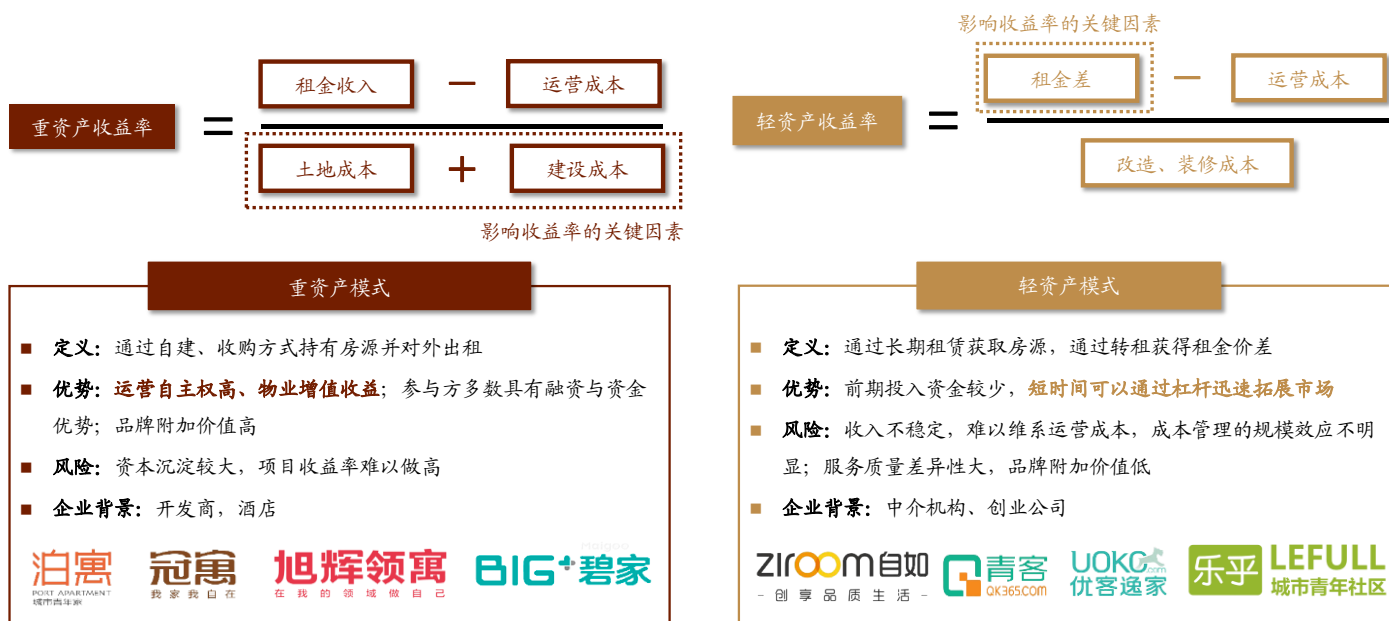 重资产收益率
=
租金收入
—
运营成本
土地成本
+
建设成本
影响收益率的关键因素
重资产模式
■ 定义：通过自建、收购方式持有房源并对外出租
■ 优势：运营自主权高、物业增值收益；参与方多数具有融资与资金
优势；品牌附加价值高
■ 风险：资本沉淀较大，项目收益率难以做高
■ 企业背景：开发商，酒店
泊寓
PORT APARTMENT
城市青年家
冠寓
我家我自在
旭辉领寓
在我的领域做自己
BIG+碧家
影响收益率的关键因素
轻资产收益率
=
租金差
—
运营成本
改造、装修成本
轻资产模式
■ 定义：通过长期租赁获取房源，通过转租获得租金价差
■ 优势：前期投入资金较少，短时间可以通过杠杆迅速拓展市场
■ 风险：收入不稳定，难以维系运营成本，成本管理的规模效应不明
显；服务质量差异性大，品牌附加价值低
■ 企业背景：中介机构、创业公司
ZIROOM自如
- 创享品质生活 -
青客
QK365.COM
UOKO.com
优客逸家
乐乎
LEFULL
城市青年社区